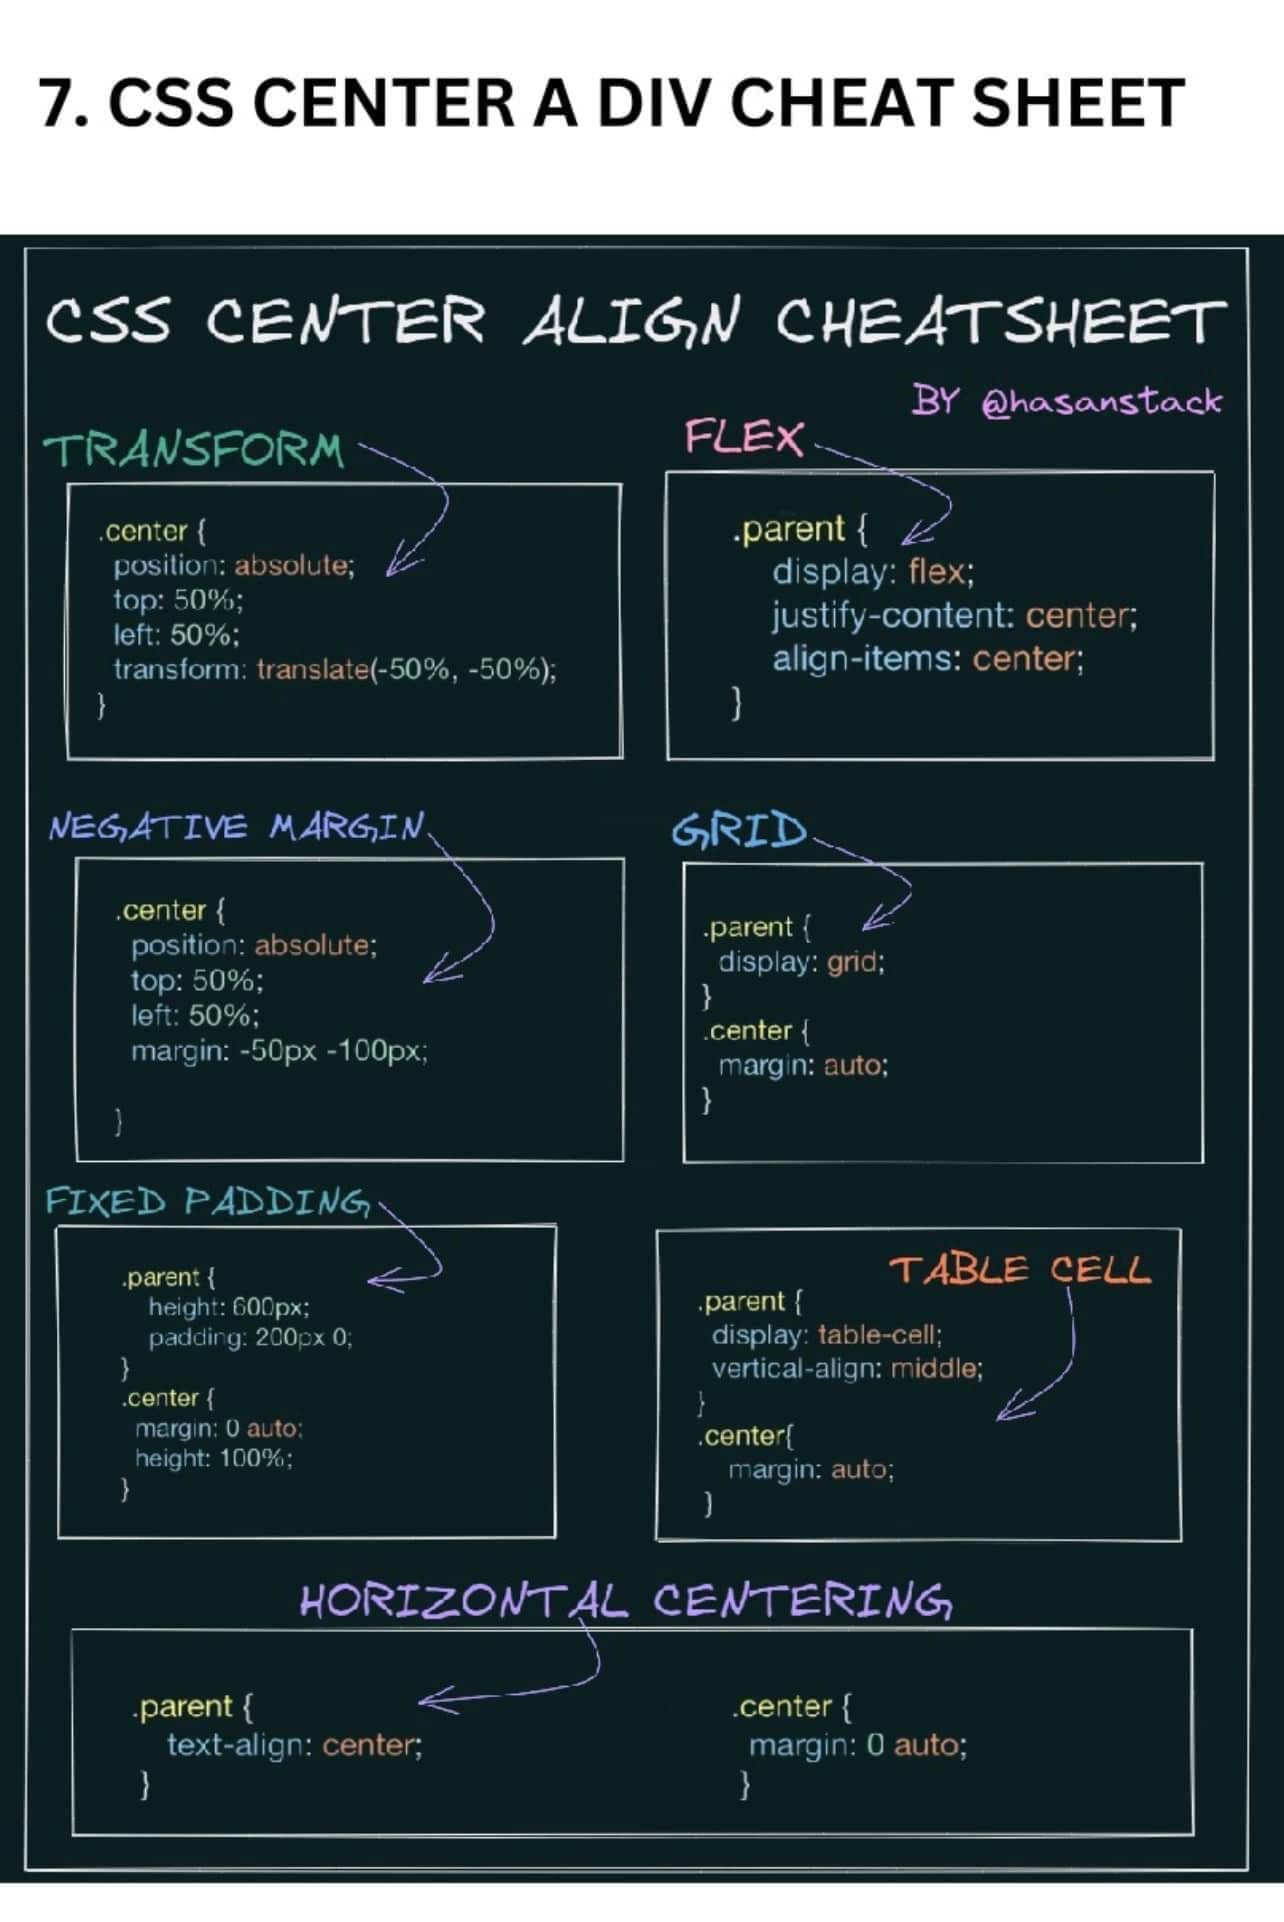 7. CSS CENTER A DIV CHEAT SHEET
CSS CENTER ALIGN CHEATSHEET
BY @hasanstack
TRANSFORM
.center {
position: absolute;
top: 50%;
left: 50%;
transform: translate(-50%, -50%);
}
FLEX
.parent {
display: flex;
justify-content: center;
align-items: center;
}
NEGATIVE MARGIN
.center {
position: absolute;
top: 50%;
left: 50%;
margin: -50px -100px;
}
GRID
.parent {
display: grid;
}
.center {
margin: auto;
}
FIXED PADDING
.parent {
height: 600px;
padding: 200px 0;
}
.center {
margin: 0 auto;
height: 100%;
}
TABLE CELL
.parent {
display: table-cell;
vertical-align: middle;
}
.center{
margin: auto;
}
HORIZONTAL CENTERING
.parent {
text-align: center;
}
.center {
margin: 0 auto;
}